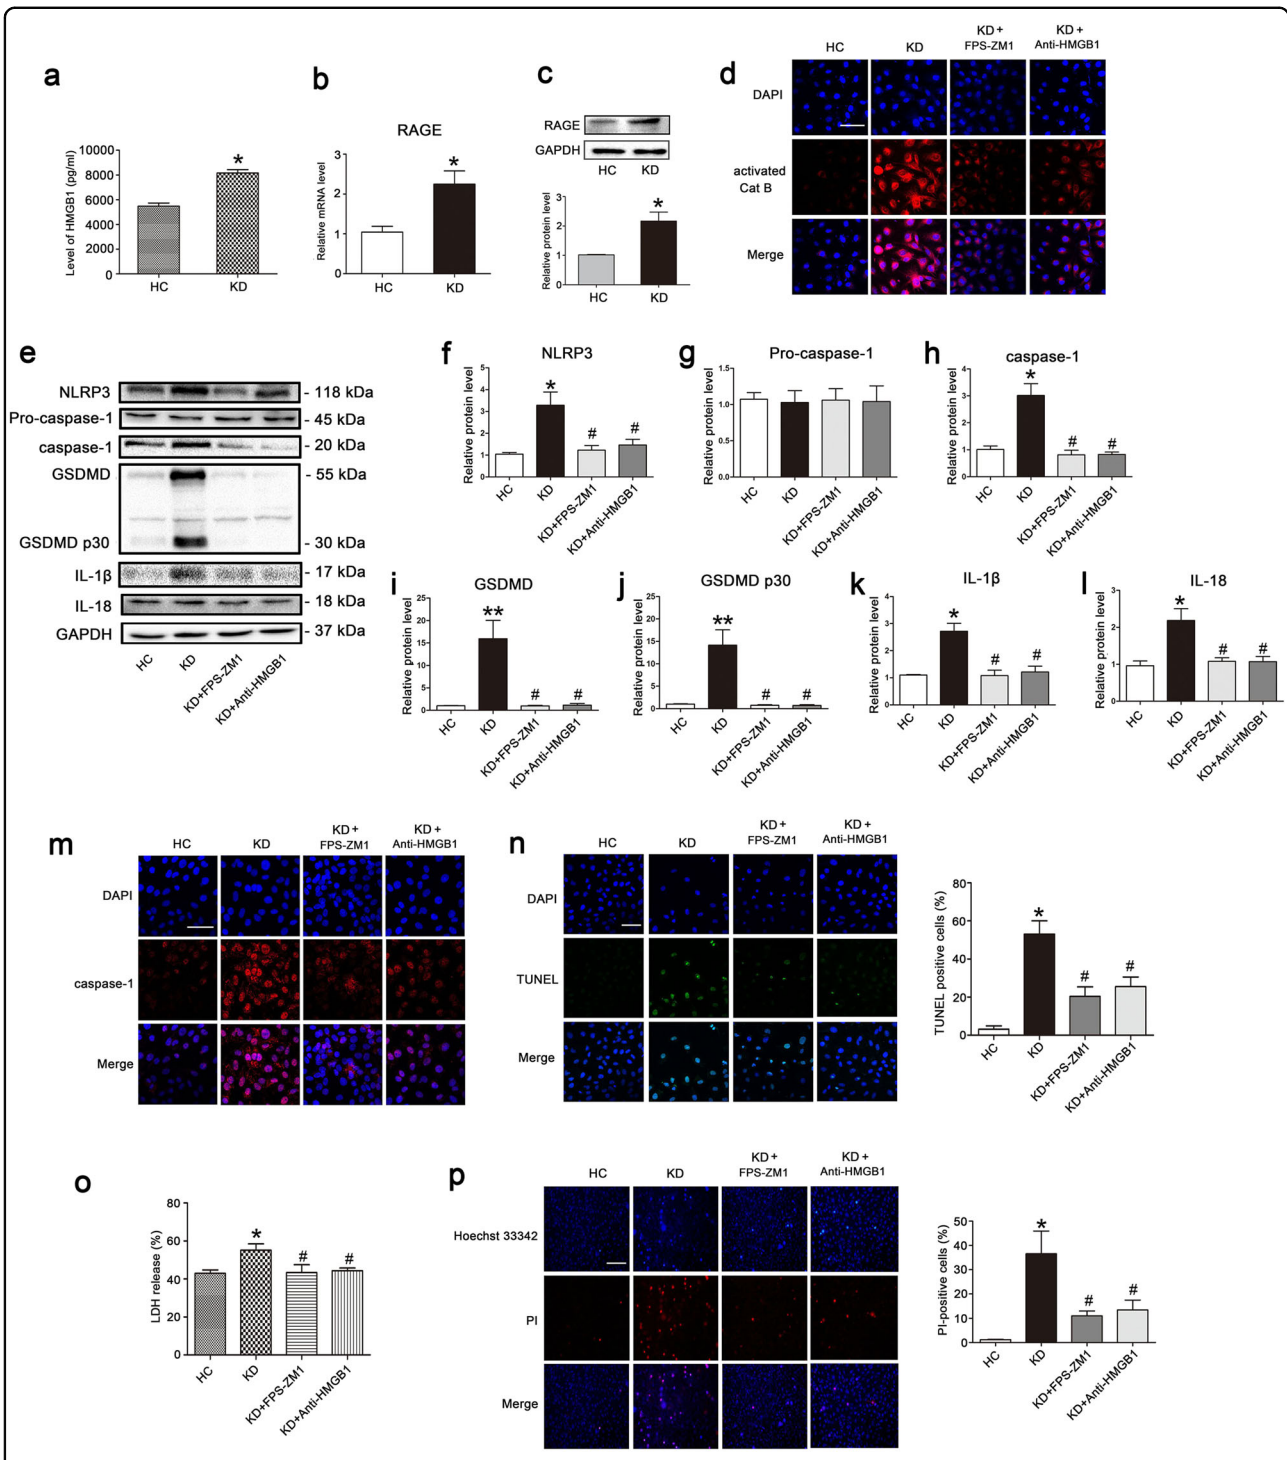 a
Level of HMGB1 (pg/ml)
10000
8000
6000
4000
2000
0
*
HC
KD
b
RAGE
Relative mRNA level
3
2
1
0
*
HC
KD
c
RAGE
GAPDH
HC
KD
Relative protein level
3
2
1
0
*
HC
KD
d
HC
KD
KD +
FPS-ZM1
KD +
Anti-HMGB1
DAPI
activated
Cat B
Merge
e
NLRP3
- 118 kDa
Pro-caspase-1
- 45 kDa
caspase-1
- 20 kDa
GSDMD
- 55 kDa
GSDMD p30
- 30 kDa
IL-1β
- 17 kDa
IL-18
- 18 kDa
GAPDH
- 37 kDa
HC
KD
KD+FPS-ZM1
KD+Anti-HMGB1
f
NLRP3
Relative protein level
5
4
3
2
1
0
*
#
#
HC
KD
KD+FPS-ZM1
KD+Anti-HMGB1
g
Pro-caspase-1
Relative protein level
1.5
1.0
0.5
0.0
HC
KD
KD+FPS-ZM1
KD+Anti-HMGB1
h
caspase-1
Relative protein level
4
3
2
1
0
*
#
#
HC
KD
KD+FPS-ZM1
KD+Anti-HMGB1
i
GSDMD
Relative protein level
25
20
15
10
5
0
**
#
#
HC
KD
KD+FPS-ZM1
KD+Anti-HMGB1
j
GSDMD p30
Relative protein level
25
20
15
10
5
0
**
#
#
HC
KD
KD+FPS-ZM1
KD+Anti-HMGB1
k
IL-1β
Relative protein level
4
3
2
1
0
*
#
#
HC
KD
KD+FPS-ZM1
KD+Anti-HMGB1
l
IL-18
Relative protein level
3
2
1
0
*
#
#
HC
KD
KD+FPS-ZM1
KD+Anti-HMGB1
m
HC
KD
KD +
FPS-ZM1
KD +
Anti-HMGB1
DAPI
caspase-1
Merge
n
HC
KD
KD +
FPS-ZM1
KD +
Anti-HMGB1
DAPI
TUNEL
Merge
TUNEL positive cells (%)
80
60
40
20
0
*
#
#
HC
KD
KD+FPS-ZM1
KD+Anti-HMGB1
o
LDH release (%)
80
60
40
20
0
*
#
#
HC
KD
KD+FPS-ZM1
KD+Anti-HMGB1
p
HC
KD
KD +
FPS-ZM1
KD +
Anti-HMGB1
Hoechst 33342
PI
Merge
PI-positive cells (%)
50
40
30
20
10
0
*
#
#
HC
KD
KD+FPS-ZM1
KD+Anti-HMGB1